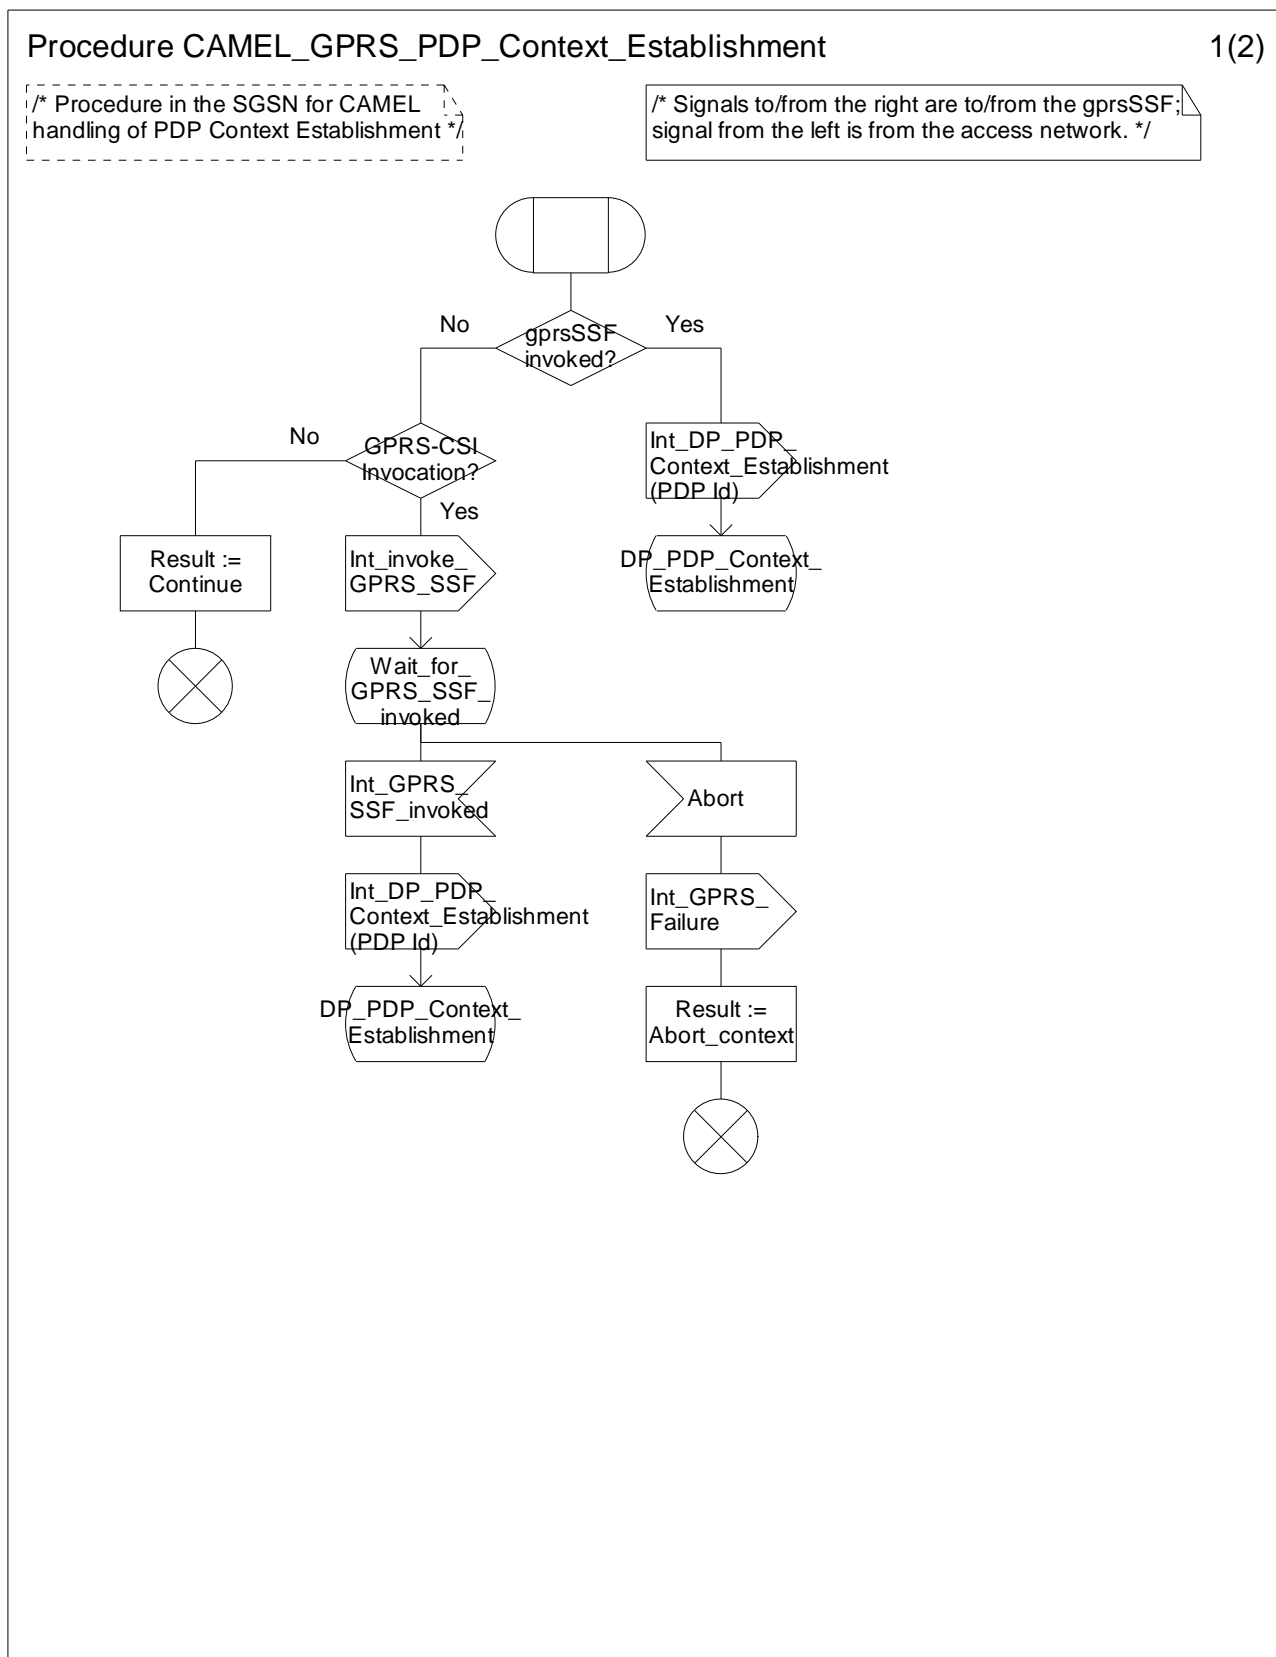 Procedure CAMEL_GPRS_PDP_Context_Establishment
1(2)
/* Procedure in the SGSN for CAMEL
handling of PDP Context Establishment */
/* Signals to/from the right are to/from the gprsSSF;
signal from the left is from the access network. */
No
gprsSSF
invoked?
Yes
No
GPRS-CSI
Invocation?
Yes
Int_DP_PDP_
Context_Establishment
(PDP Id)
Result :=
Continue
Int_invoke_
GPRS_SSF
DP_PDP_Context_
Establishment
Wait_for_
GPRS_SSF_
invoked
Int_GPRS_
SSF_invoked
Abort
Int_DP_PDP_
Context_Establishment
(PDP Id)
Int_GPRS_
Failure
DP_PDP_Context_
Establishment
Result :=
Abort_context